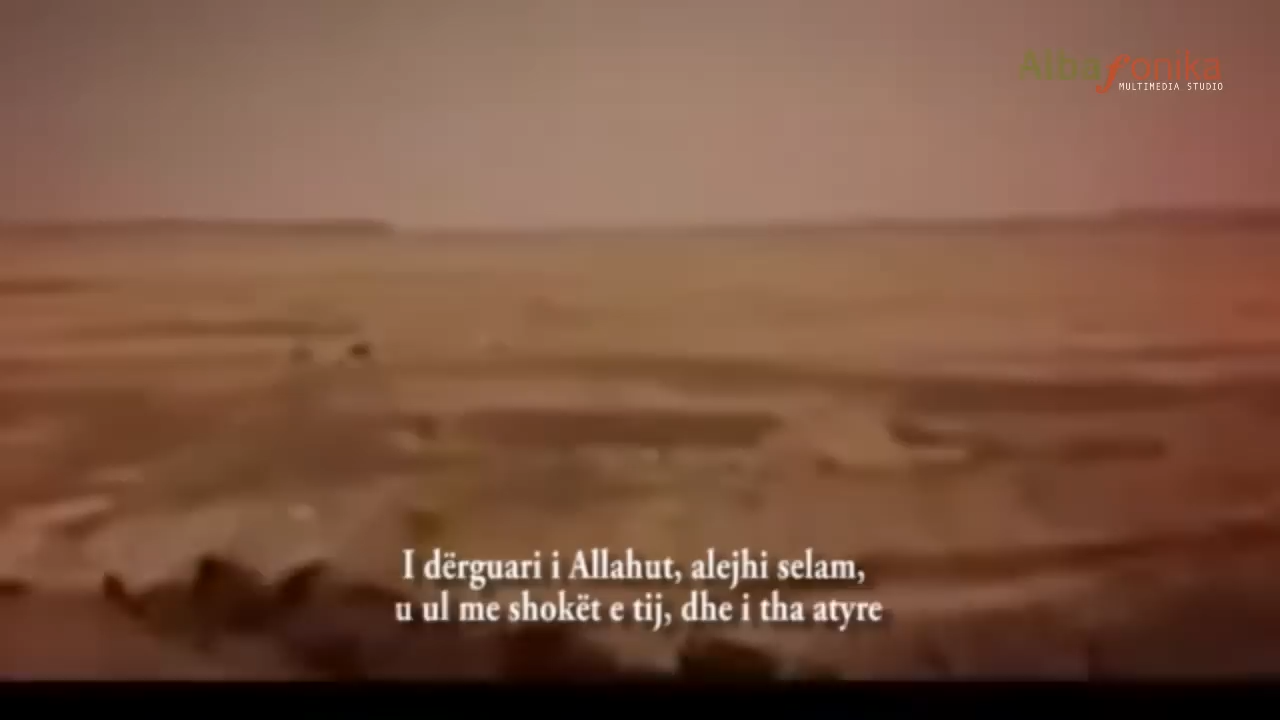 Albafonika
MULTIMEDIA STUDIO
I dërguari i Allahut, alejhi selam,
u ul me shokët e tij, dhe i tha atyre